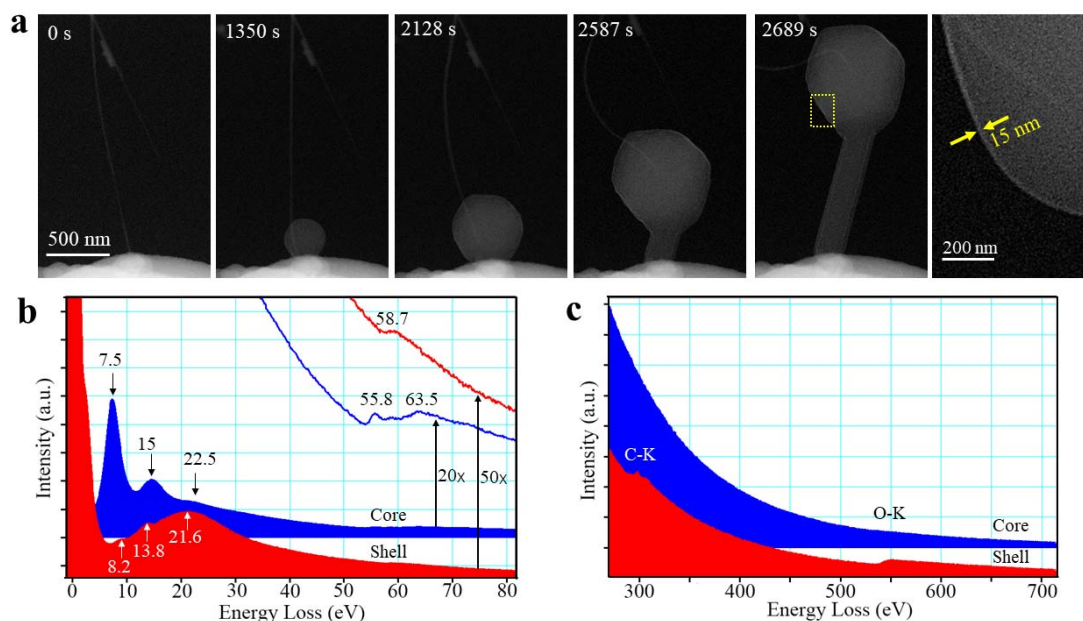 a
0 s
1350 s
2128 s
2587 s
2689 s
500 nm
15 nm
200 nm
b
7.5
15
22.5
8.2
13.8
21.6
58.7
55.8
63.5
20x
50x
Core
Shell
Intensity (a.u.)
0 10 20 30 40 50 60 70 80
Energy Loss (eV)
c
C-K
O-K
Core
Shell
Intensity (a.u.)
300 400 500 600 700
Energy Loss (eV)